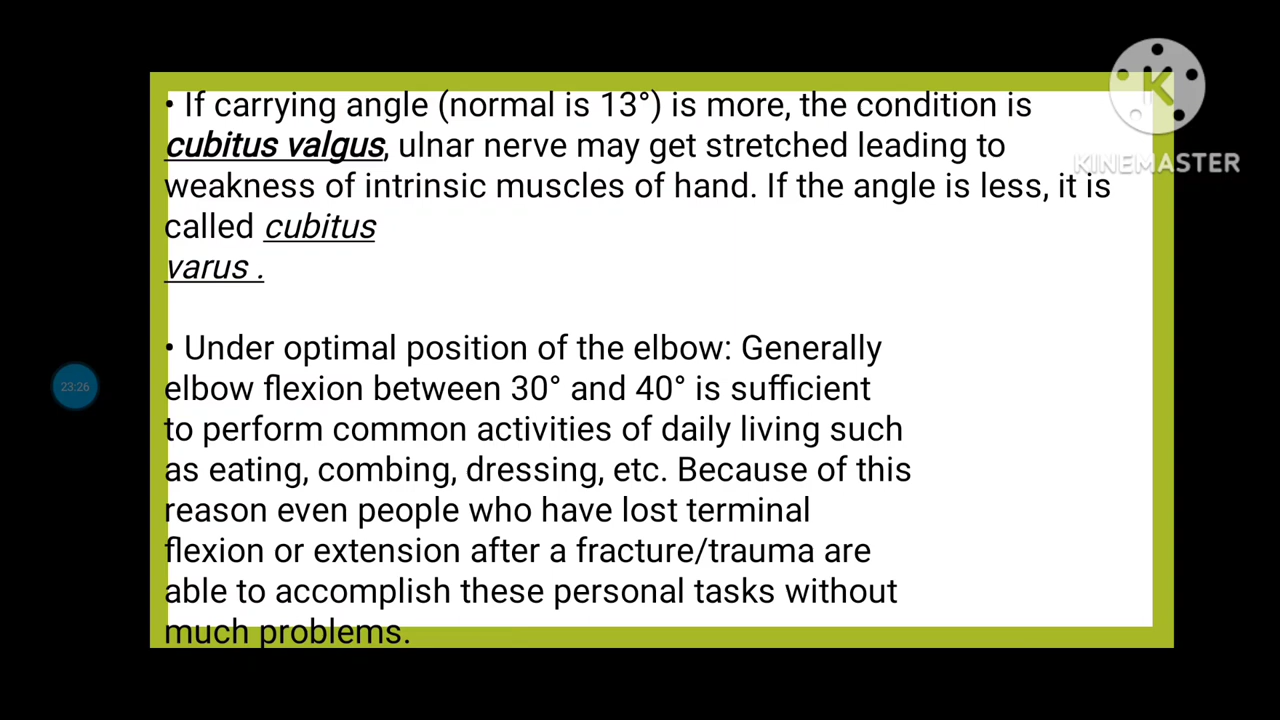 • If carrying angle (normal is 13°) is more, the condition is
cubitus valgus, ulnar nerve may get stretched leading to
weakness of intrinsic muscles of hand. If the angle is less, it is
called cubitus
varus .
• Under optimal position of the elbow: Generally
elbow flexion between 30° and 40° is sufficient
to perform common activities of daily living such
as eating, combing, dressing, etc. Because of this
reason even people who have lost terminal
flexion or extension after a fracture/trauma are
able to accomplish these personal tasks without
much problems.
K
KINEMASTER
23:26